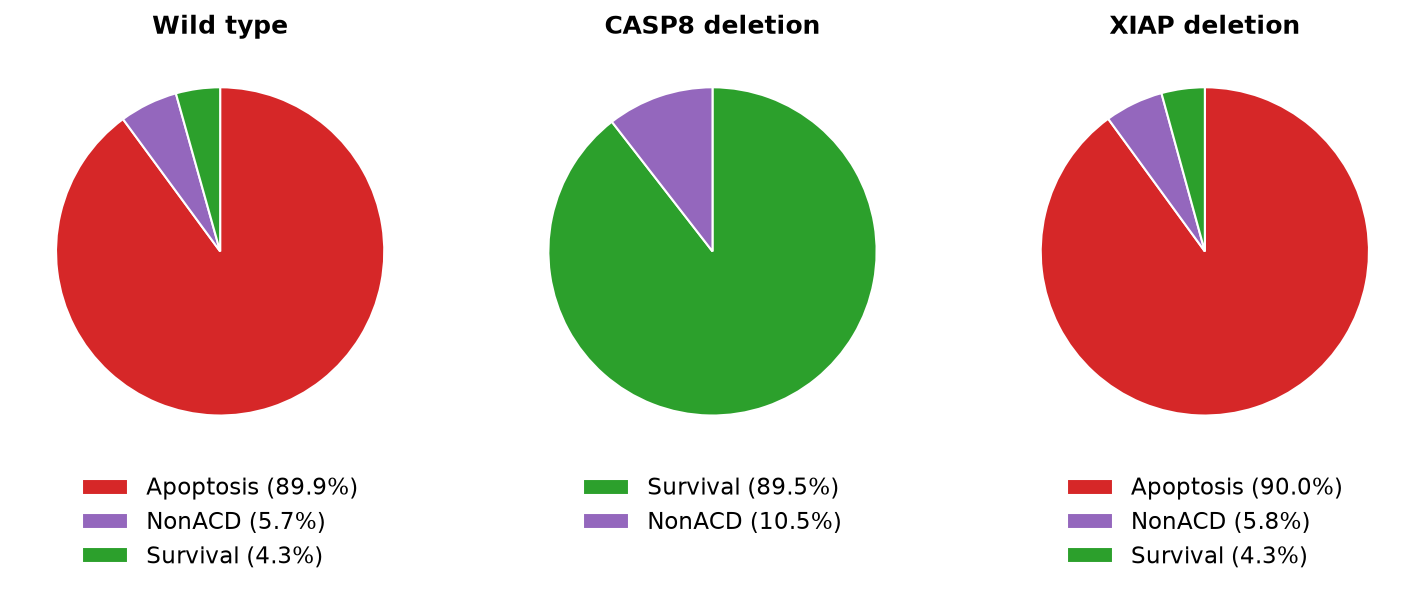 Wild type
Apoptosis (89.9%)
NonACD (5.7%)
Survival (4.3%)
CASP8 deletion
Survival (89.5%)
NonACD (10.5%)
XIAP deletion
Apoptosis (90.0%)
NonACD (5.8%)
Survival (4.3%)